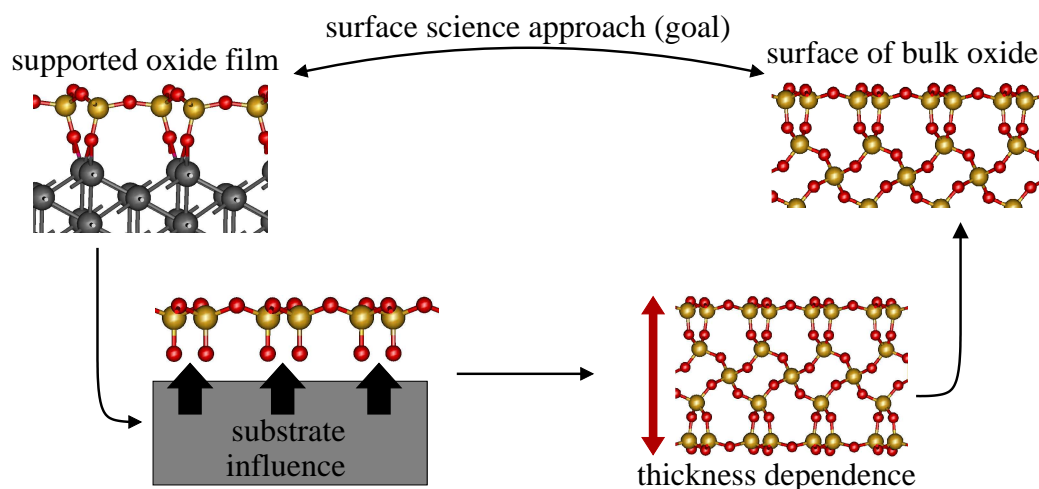 surface science approach (goal)
supported oxide film
surface of bulk oxide
substrate
influence
thickness dependence